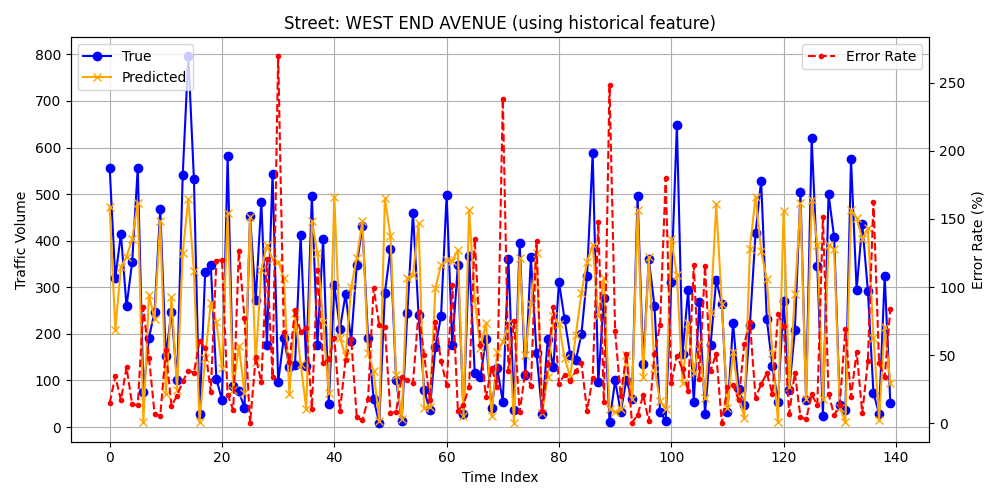 Street: WEST END AVENUE (using historical feature)
True
Predicted
Error Rate
Traffic Volume
800
700
600
500
400
300
200
100
0
Error Rate (%)
250
200
150
100
50
0
0 20 40 60 80 100 120 140
Time Index